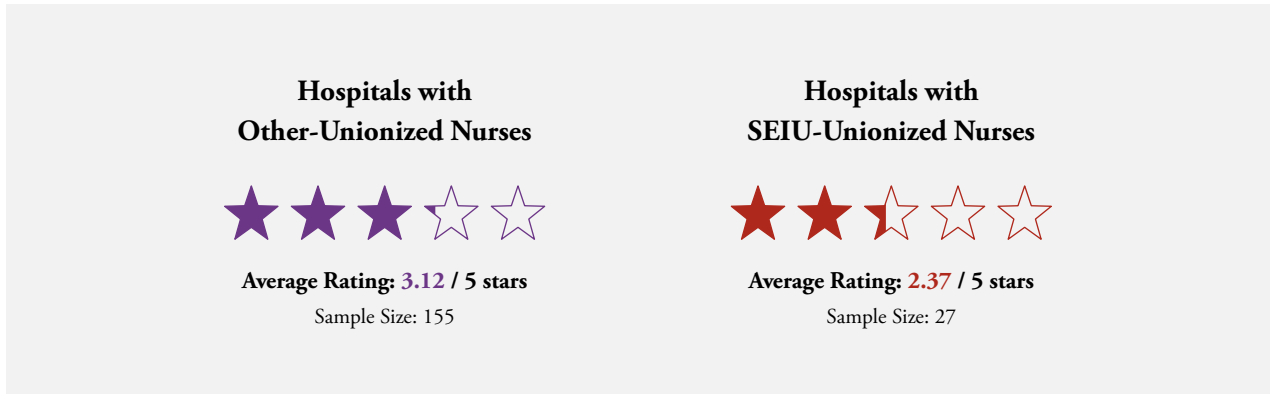 Hospitals with
Other-Unionized Nurses
Average Rating: 3.12 / 5 stars
Sample Size: 155
Hospitals with
SEIU-Unionized Nurses
Average Rating: 2.37 / 5 stars
Sample Size: 27